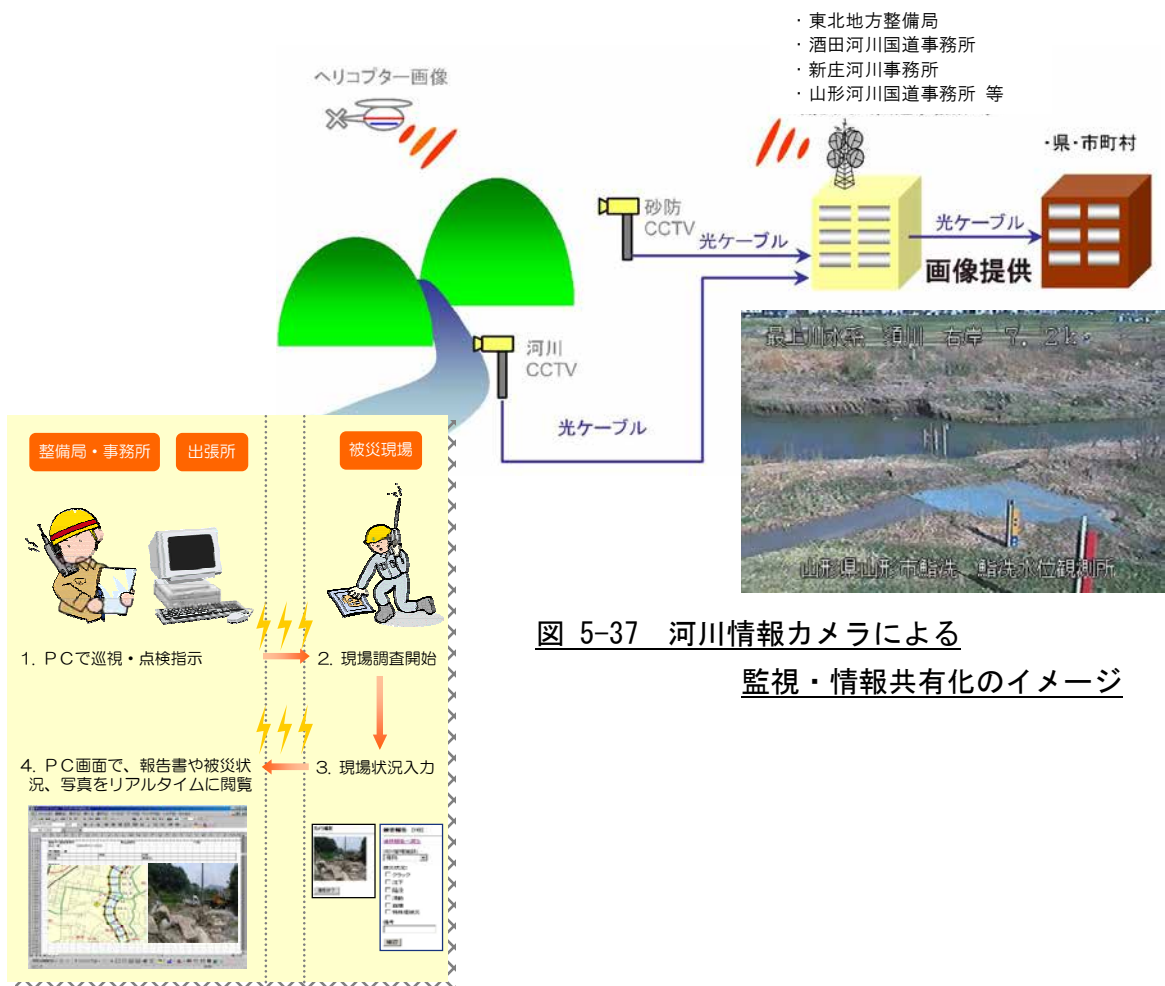 ・東北地方整備局
・酒田河川国道事務所
・新庄河川事務所
・山形河川国道事務所 等
ヘリコプター画像
・県・市町村
砂防
CCTV
光ケーブル
光ケーブル
画像提供
河川
CCTV
光ケーブル
最上川水系 須川 右岸 7.2k
山形県山形市鮨洗、鮨洗水位観測所
図 5-37 河川情報カメラによる
監視・情報共有化のイメージ
整備局・事務所
出張所
被災現場
1. PCで巡視・点検指示
2. 現場調査開始
3. 現場状況入力
4. PC画面で、報告書や被災状
況、写真をリアルタイムに閲覧